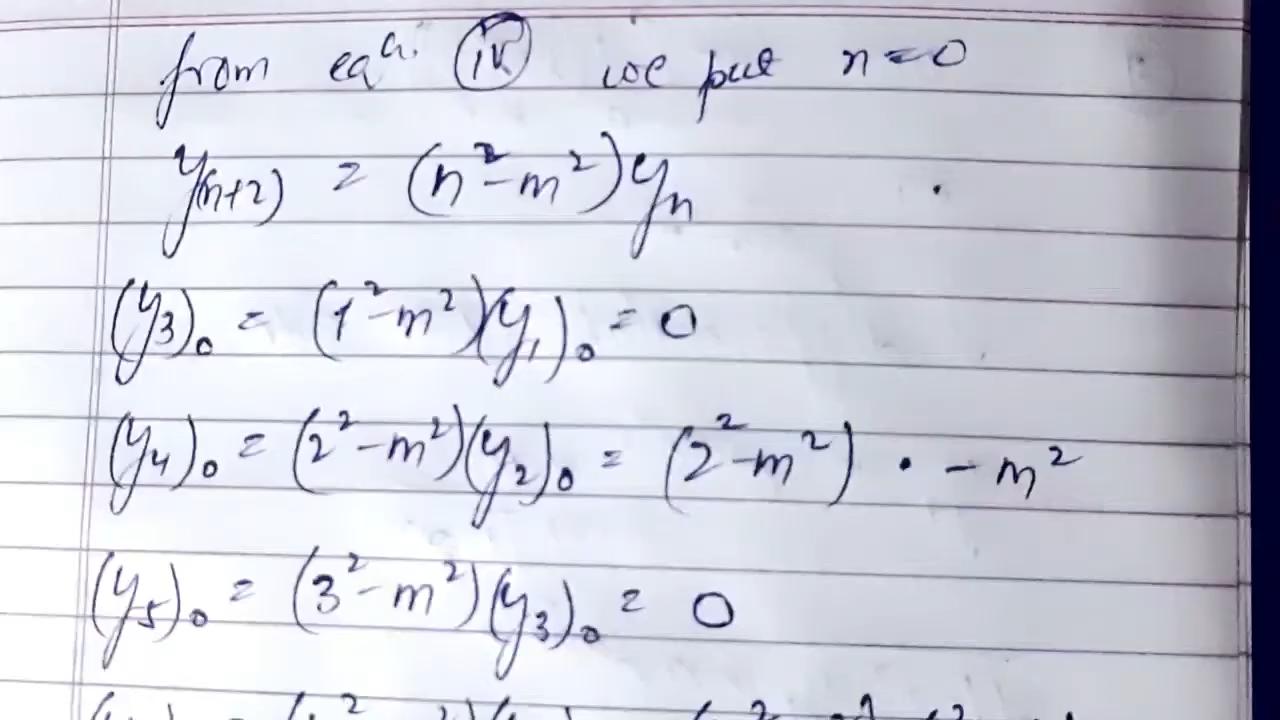 from eqn. (iv) we put n=0
y(n+2) = (n²-m²)yn
(y3)0 = (1²-m²)(y1)0 = 0
(y4)0 = (2²-m²)(y2)0 = (2²-m²) · -m²
(y5)0 = (3²-m²)(y3)0 = 0